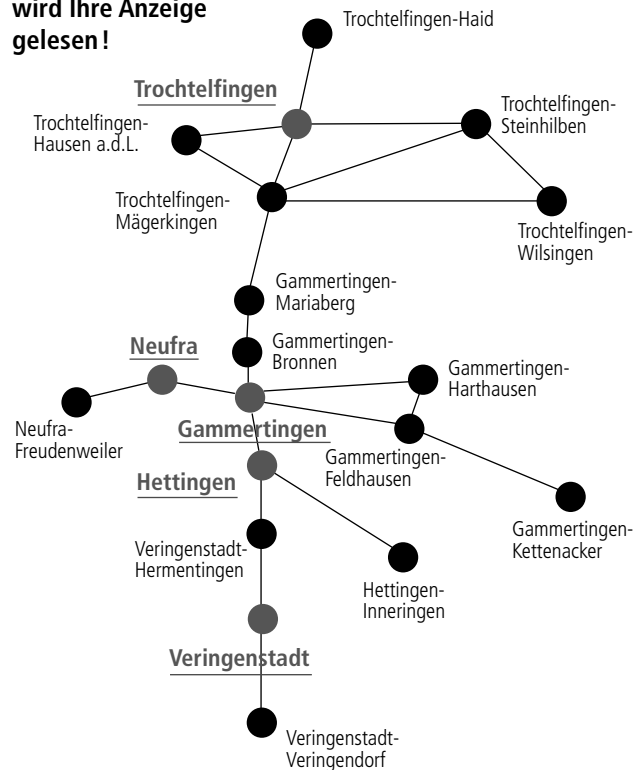 wird Ihre Anzeige
gelesen!
Trochtelfingen-Haid
Trochtelfingen
Trochtelfingen-
Steinhilben
Trochtelfingen-
Hausen a.d.L.
Trochtelfingen-
Mägerkingen
Trochtelfingen-
Wilsingen
Gammertingen-
Mariaberg
Gammertingen-
Bronnen
Neufra
Gammertingen-
Harthausen
Neufra-
Freudenweiler
Gammertingen
Gammertingen-
Feldhausen
Hettingen
Gammertingen-
Kettenacker
Veringenstadt-
Hermentingen
Hettingen-
Inneringen
Veringenstadt
Veringenstadt-
Veringendorf